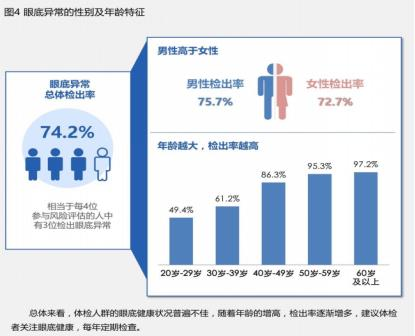 图4 眼底异常的性别及年龄特征
眼底异常
总体检出率
74.2%
相当于每4位
参与风险评估的人中
有3位检出眼底异常
男性高于女性
男性检出率
75.7%
女性检出率
72.7%
年龄越大，检出率越高
49.4%
61.2%
86.3%
95.3%
97.2%
20岁-29岁
30岁-39岁
40岁-49岁
50岁-59岁
60岁
及以上
总体来看，体检人群的眼底健康状况普遍不佳，随着年龄的增高，检出率逐渐增多，建议体检
者关注眼底健康，每年定期检查。